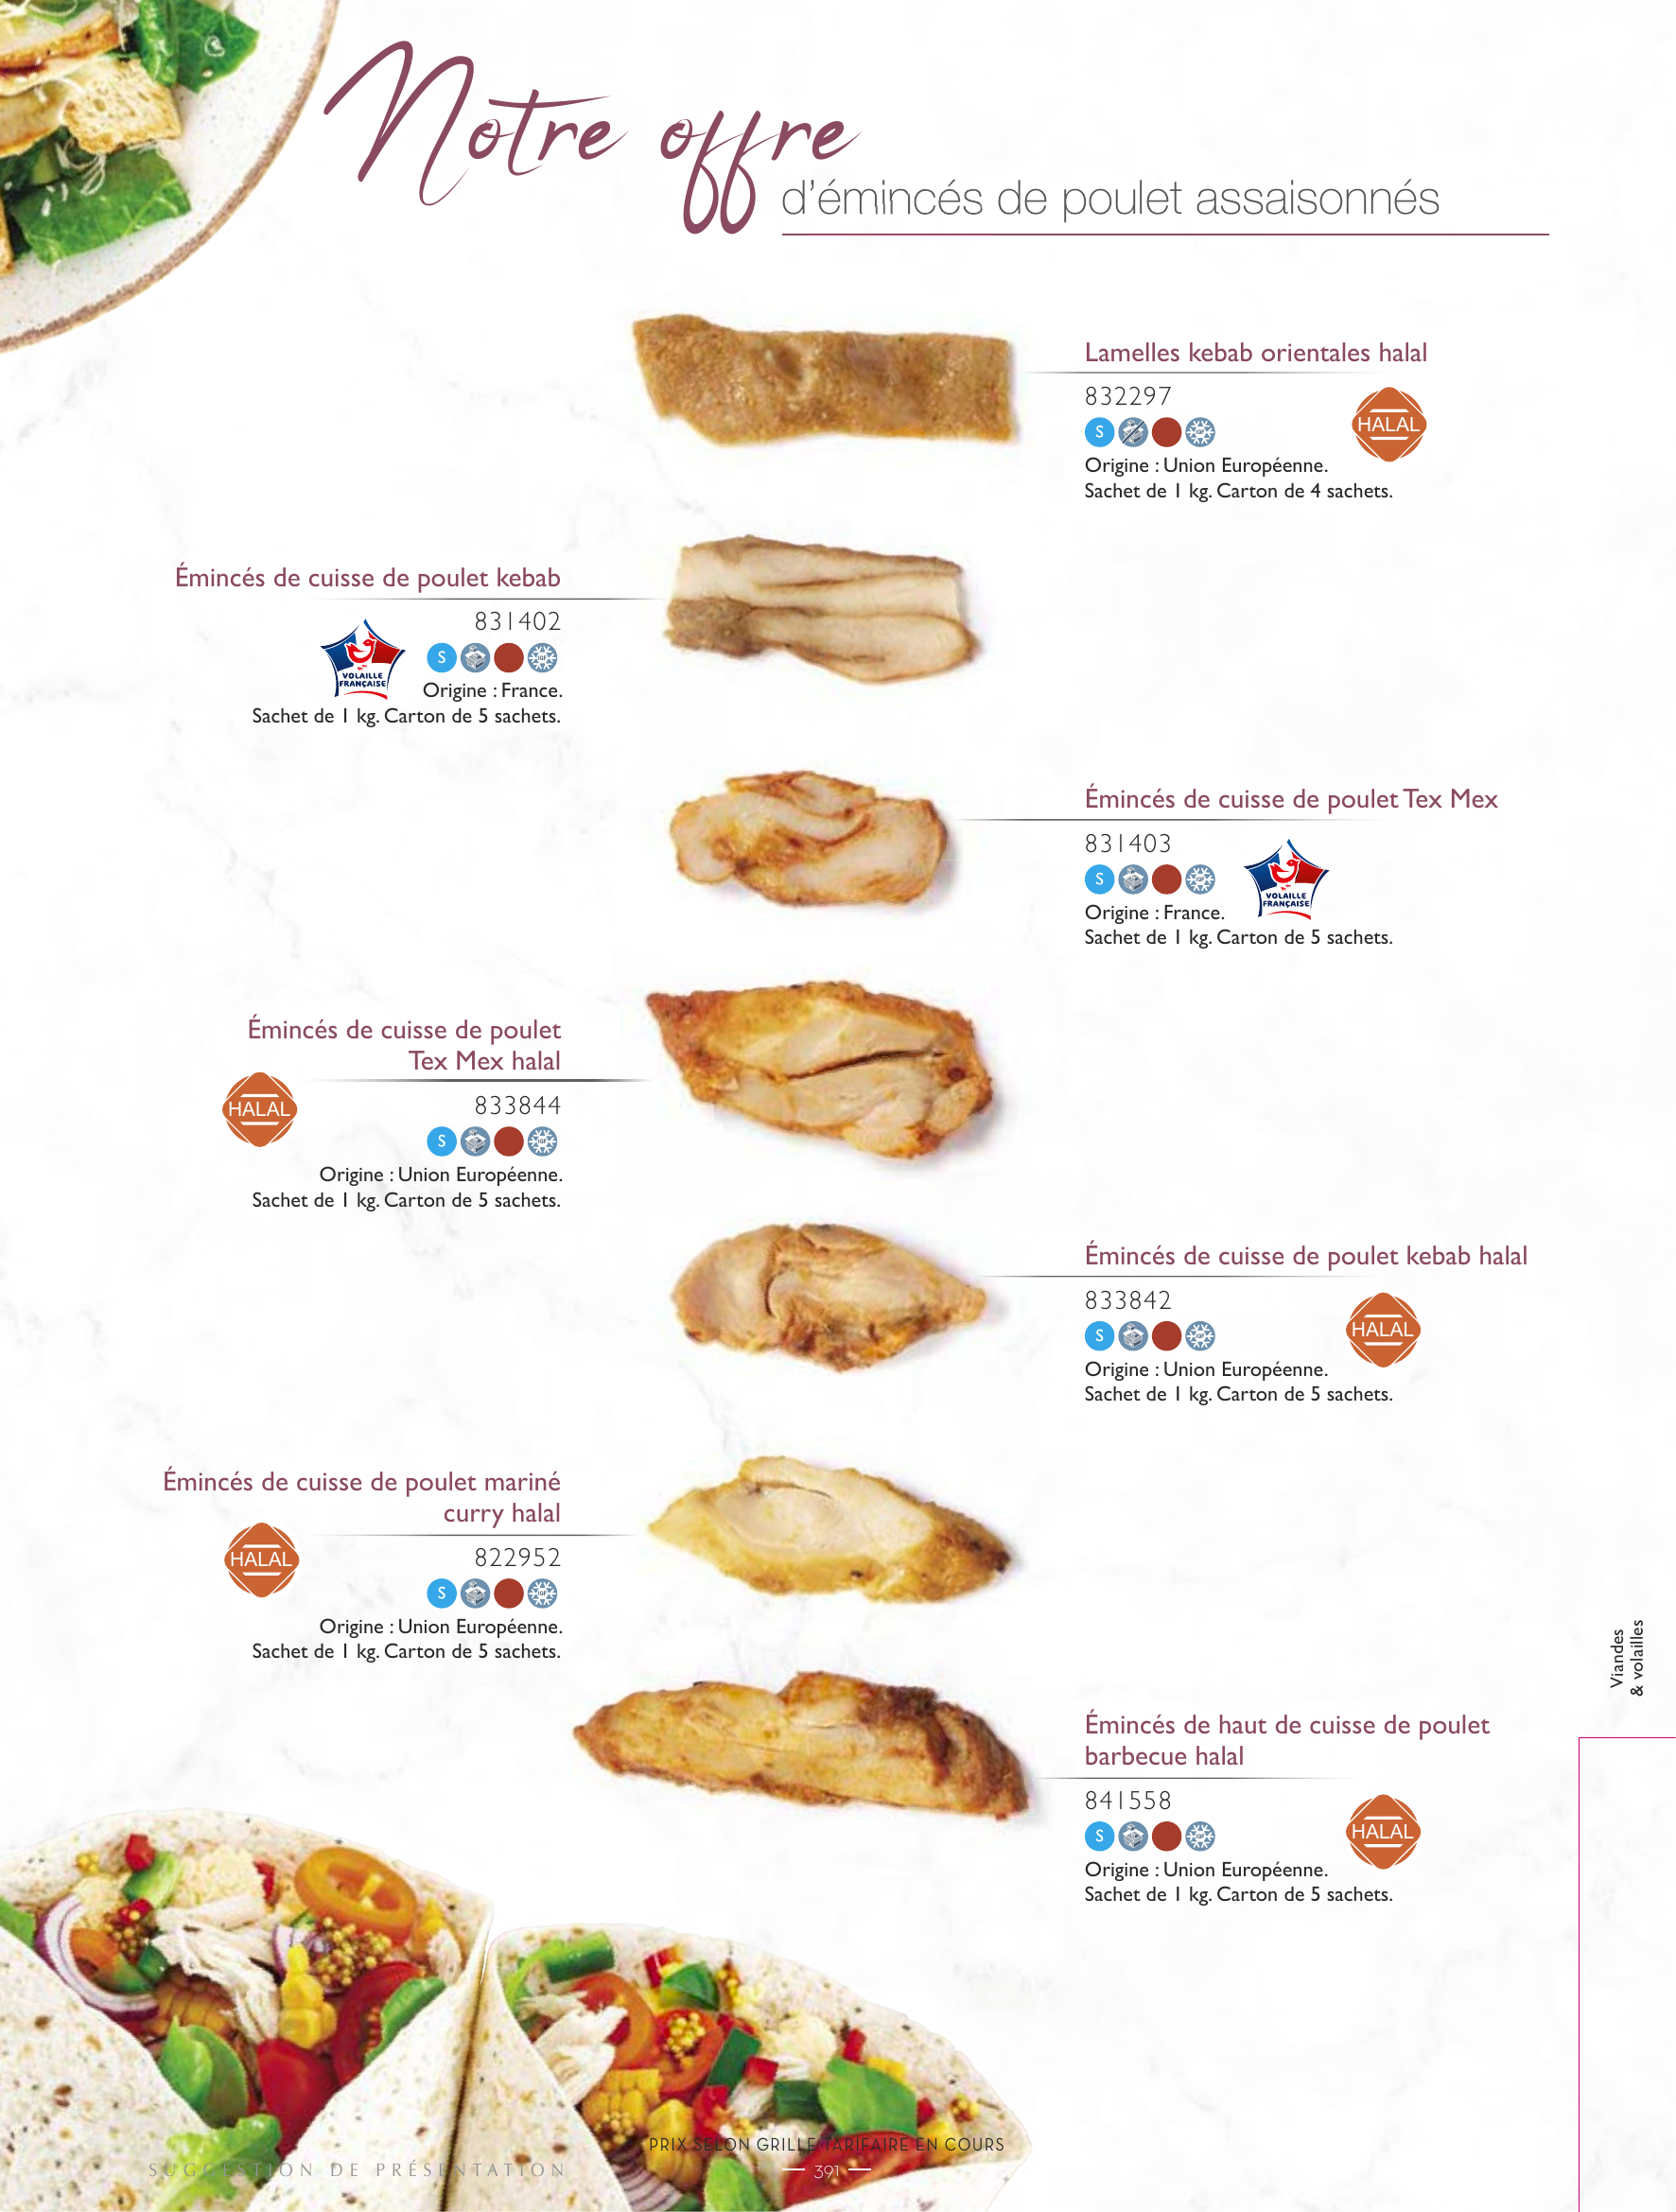 Notre offre
d'émincés de poulet assaisonnés
Lamelles kebab orientales halal
832297
S
HALAL
Origine : Union Européenne.
Sachet de 1 kg. Carton de 4 sachets.
Émincés de cuisse de poulet kebab
831402
VOLAILLE
FRANÇAISE
S
IQF
Origine : France.
Sachet de 1 kg. Carton de 5 sachets.
Émincés de cuisse de poulet Tex Mex
831403
S
VOLAILLE
FRANÇAISE
Origine : France.
Sachet de 1 kg. Carton de 5 sachets.
Émincés de cuisse de poulet
Tex Mex halal
HALAL
833844
S
IQF
Origine : Union Européenne.
Sachet de 1 kg. Carton de 5 sachets.
Émincés de cuisse de poulet kebab halal
833842
S
HALAL
Origine : Union Européenne.
Sachet de 1 kg. Carton de 5 sachets.
Émincés de cuisse de poulet mariné
curry halal
HALAL
822952
S
IQF
Origine : Union Européenne.
Sachet de 1 kg. Carton de 5 sachets.
Émincés de haut de cuisse de poulet
barbecue halal
841558
S
HALAL
Origine : Union Européenne.
Sachet de 1 kg. Carton de 5 sachets.
Viandes
& volailles
PRIX SELON GRILLE TARIFAIRE EN COURS
SUGGESTION DE PRÉSENTATION
391